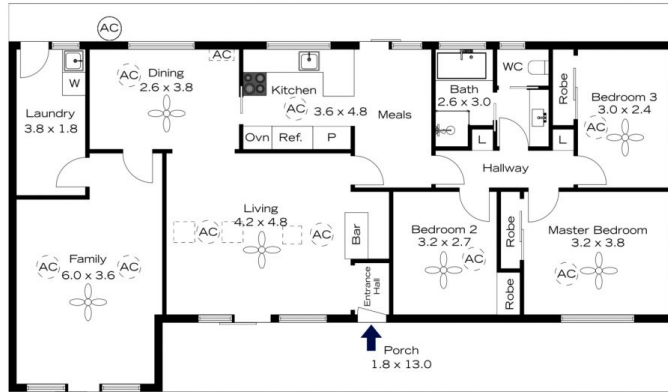 AC
Laundry
3.8 x 1.8
W
AC
Dining
2.6 x 3.8
AC
Kitchen
AC
3.6 x 4.8
Ovn
Ref.
P
Meals
Bath
2.6 x 3.0
WC
L
L
Robe
Bedroom 3
3.0 x 2.4
AC
Hallway
Living
4.2 x 4.8
AC
AC
Bar
Entrance
Hall
Family
6.0 x 3.6
AC
AC
Bedroom 2
3.2 x 2.7
AC
Robe
Robe
Master Bedroom
3.2 x 3.8
AC
Porch
1.8 x 13.0